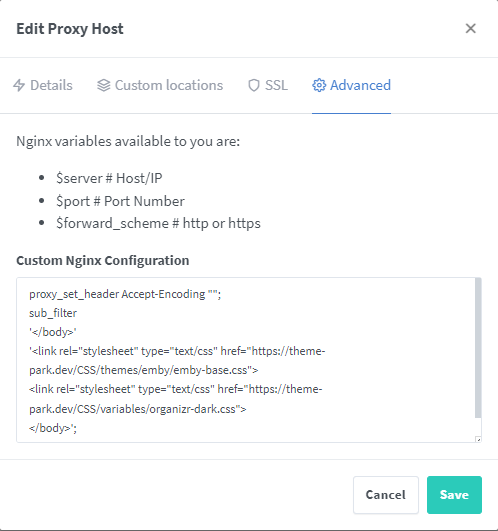 Edit Proxy Host
Details
Custom locations
SSL
Advanced
Nginx variables available to you are:
$server # Host/IP
$port # Port Number
$forward_scheme # http or https
Custom Nginx Configuration
proxy_set_header Accept-Encoding "";
sub_filter
'</body>'
'<link rel="stylesheet" type="text/css" href="https://theme-
park.dev/CSS/themes/emby/emby-base.css">
<link rel="stylesheet" type="text/css" href="https://theme-
park.dev/CSS/variables/organizr-dark.css">
</body>';
Cancel
Save